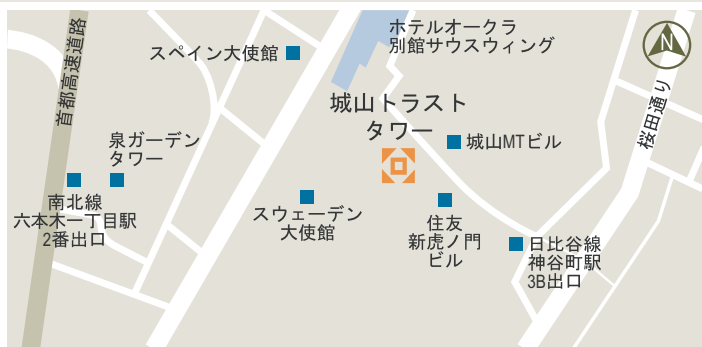 ホテルオークラ
別館サウスウィング
N
スペイン大使館
首都高速道路
桜田通り
城山トラスト
タワー
泉ガーデン
タワー
城山MTビル
南北線
六本木一丁目駅
2番出口
スウェーデン
大使館
住友
新虎ノ門
ビル
日比谷線
神谷町駅
3B出口